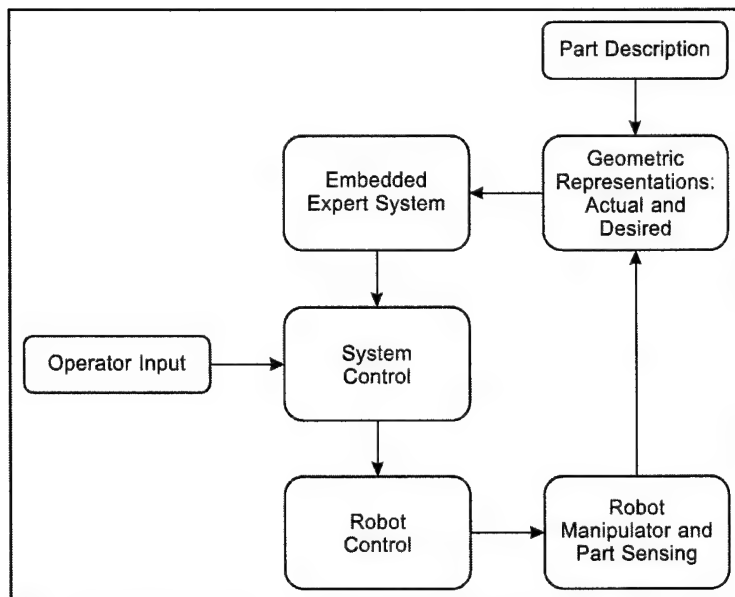 Part Description
Geometric
Representations:
Actual and
Desired
Embedded
Expert System
Operator Input
System
Control
Robot
Control
Robot
Manipulator and
Part Sensing